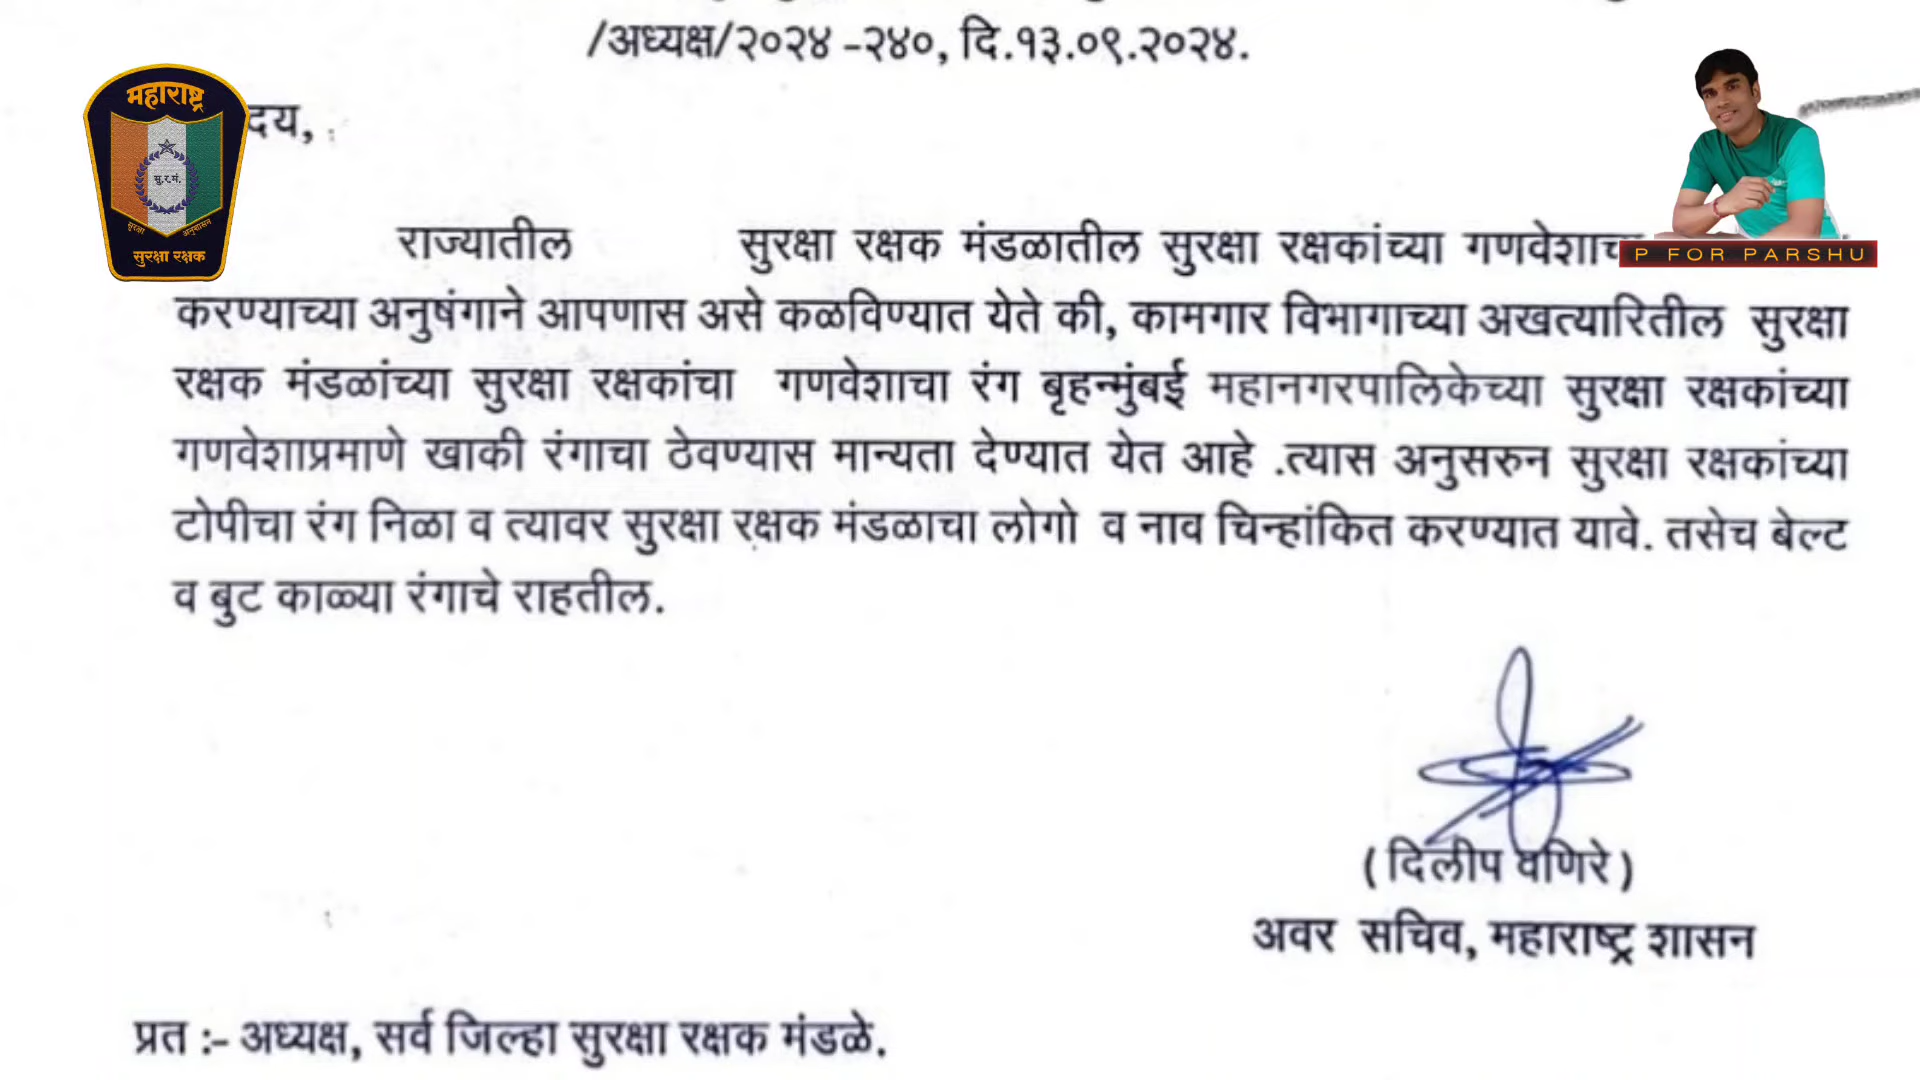 /अध्यक्ष/२०२४ -२४०, दि.१३.०९.२०२४.
महाराष्ट्र
सु.र.मं.
सुरक्षा अनुशासन
सुरक्षा रक्षक
दय,
P FOR PARSHU
राज्यातील सुरक्षा रक्षक मंडळातील सुरक्षा रक्षकांच्या
करण्याच्या अनुषंगाने आपणास असे कळविण्यात येते की, कामगार विभागाच्या अखत्यारितील सुरक्षा
रक्षक मंडळांच्या सुरक्षा रक्षकांचा गणवेशाचा रंग बृहन्मुंबई महानगरपालिकेच्या सुरक्षा रक्षकांच्या
गणवेशाप्रमाणे खाकी रंगाचा ठेवण्यास मान्यता देण्यात येत आहे .त्यास अनुसरुन सुरक्षा रक्षकांच्या
टोपीचा रंग निळा व त्यावर सुरक्षा रक्षक मंडळाचा लोगो व नाव चिन्हांकित करण्यात यावे. तसेच बेल्ट
व बुट काळ्या रंगाचे राहतील.
( दिलीप वणिरे )
अवर सचिव, महाराष्ट्र शासन
प्रत :- अध्यक्ष, सर्व जिल्हा सुरक्षा रक्षक मंडळे.